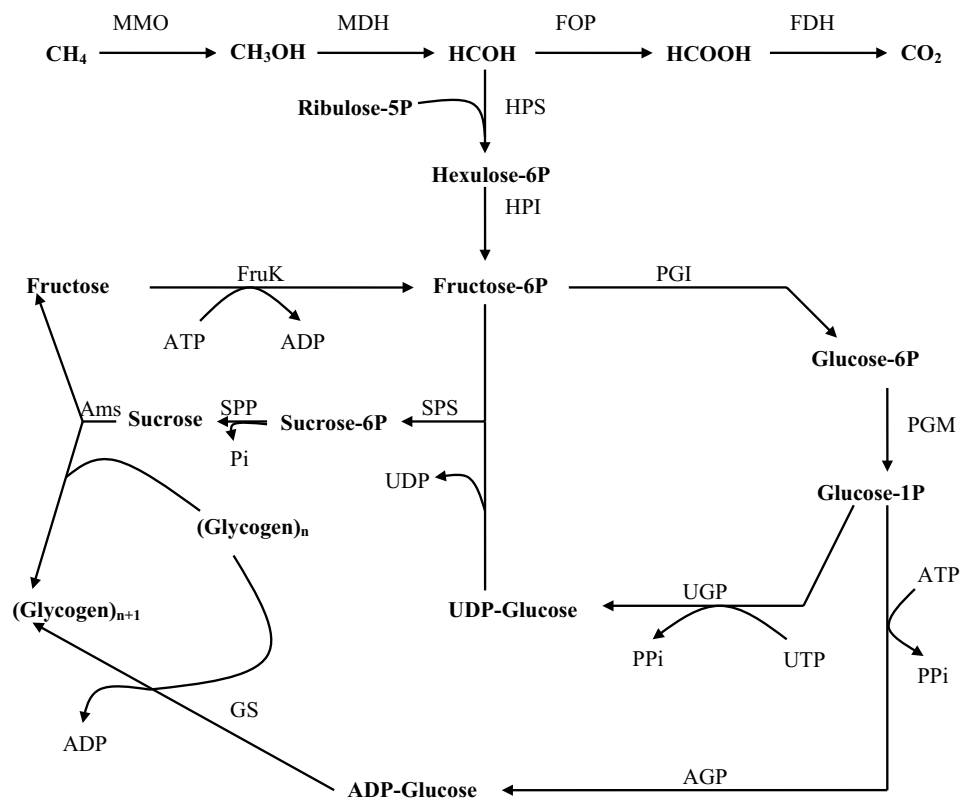 MMO MDH FOP FDH
CH₄ CH₃OH HCOH HCOOH CO₂
Ribulose-5P HPS
Hexulose-6P
HPI
Fructose FruK Fructose-6P PGI
ATP ADP
Glucose-6P
Ams Sucrose SPP Sucrose-6P SPS
PGM
Pi
UDP
Glucose-1P
(Glycogen)ₙ
ATP
(Glycogen)ₙ₊₁ UDP-Glucose UGP
PPi UTP PPi
GS
ADP
ADP-Glucose AGP